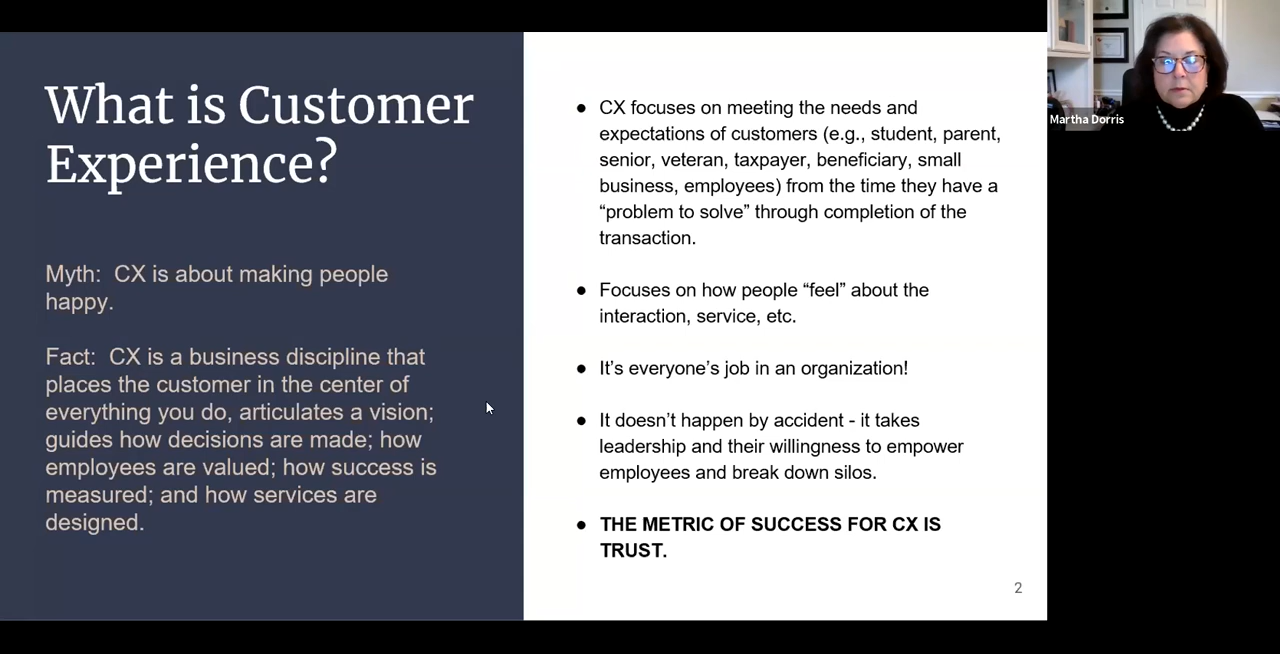 What is Customer
Experience?
Myth:  CX is about making people
happy.
Fact:  CX is a business discipline that
places the customer in the center of
everything you do, articulates a vision;
guides how decisions are made; how
employees are valued; how success is
measured; and how services are
designed.
● CX focuses on meeting the needs and
expectations of customers (e.g., student, parent,
senior, veteran, taxpayer, beneficiary, small
business, employees) from the time they have a
“problem to solve” through completion of the
transaction.
● Focuses on how people “feel” about the
interaction, service, etc.
● It’s everyone’s job in an organization!
● It doesn’t happen by accident - it takes
leadership and their willingness to empower
employees and break down silos.
● THE METRIC OF SUCCESS FOR CX IS
TRUST.
2
Martha Dorris